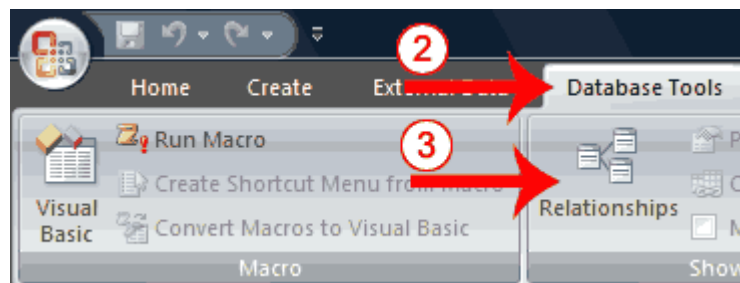 2
Home Create Database Tools
3
Run Macro
Create Shortcut Menu from Macro
Visual Basic
Convert Macros to Visual Basic
Relationships
Macro
Show